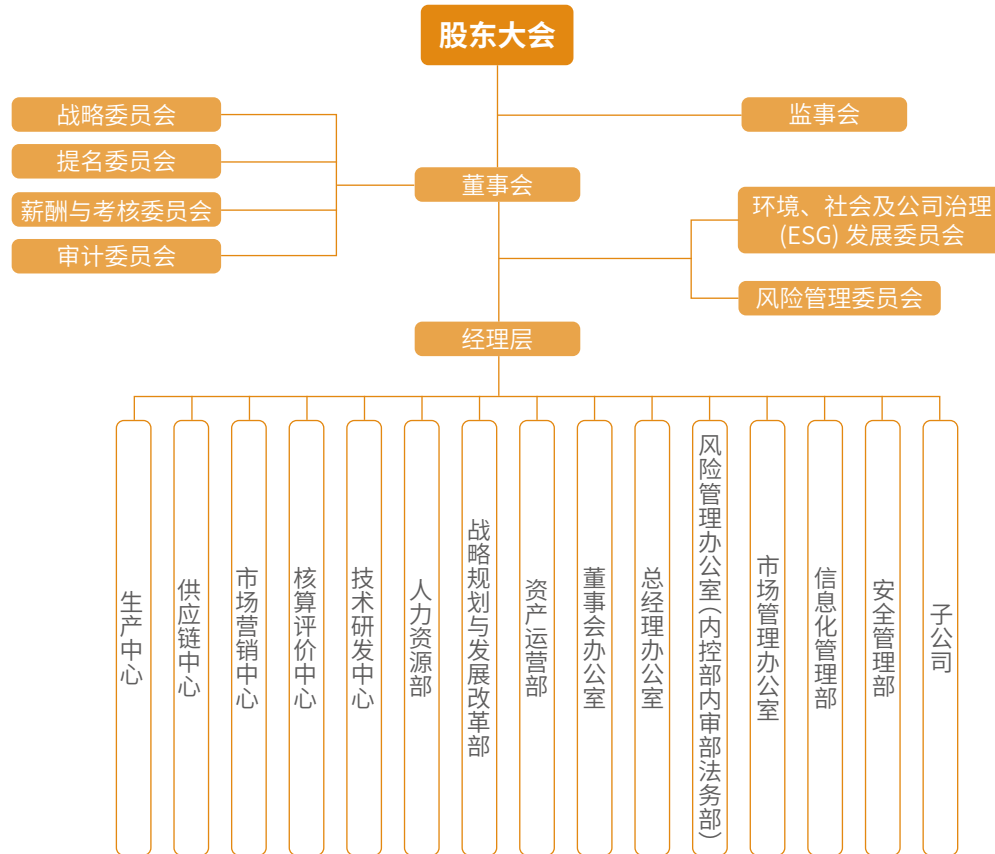 股东大会
战略委员会
监事会
提名委员会
董事会
薪酬与考核委员会
环境、社会及公司治理
(ESG) 发展委员会
审计委员会
风险管理委员会
经理层
生产中心
供应链中心
市场营销中心
核算评价中心
技术研发中心
人力资源部
战略规划与发展改革部
资产运营部
董事会办公室
总经理办公室
风险管理办公室(内控部内审部法务部)
市场管理办公室
信息化管理部
安全管理部
子公司